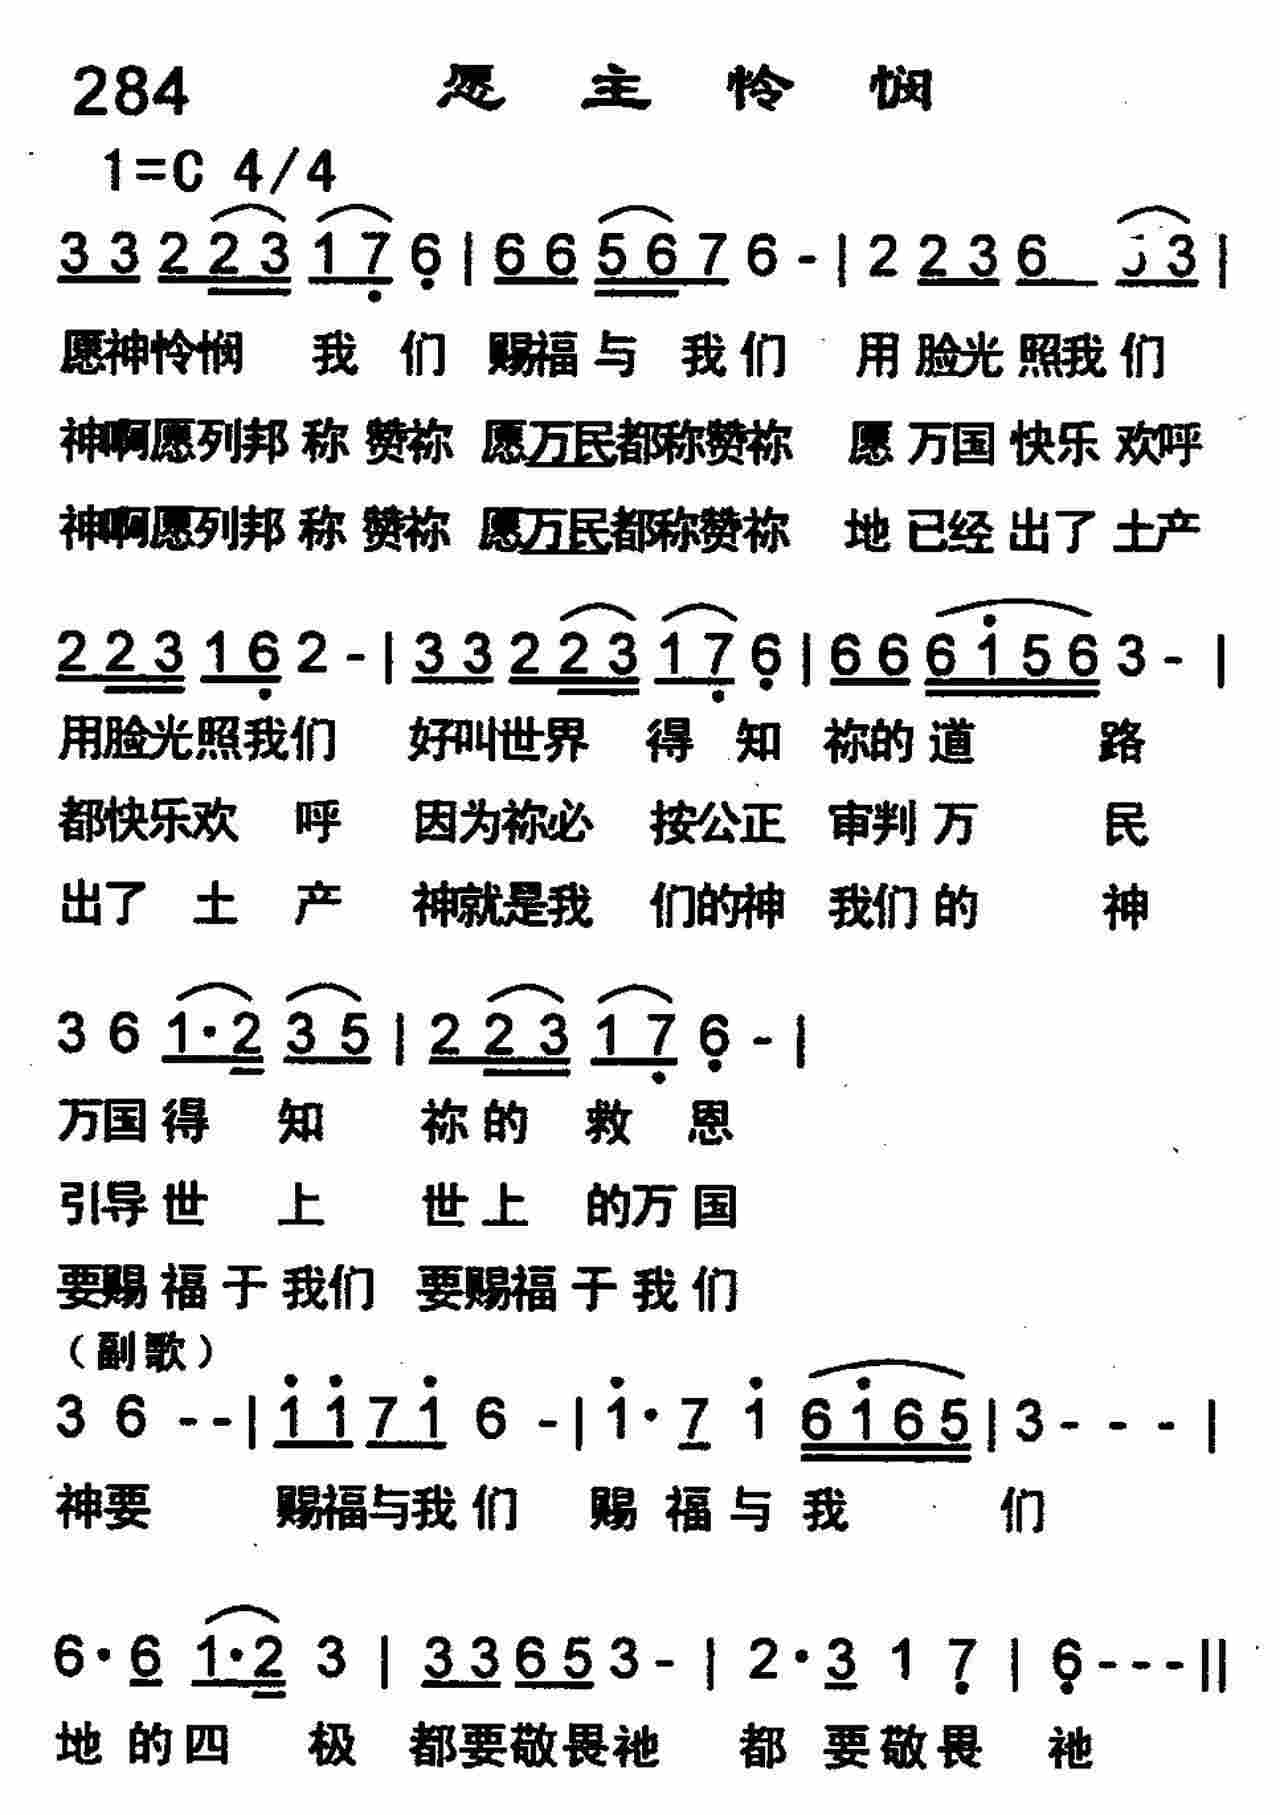 284 愿主怜悯
1=C 4/4
3 3 2 2 3 1 7 6 | 6 6 5 6 7 6 - | 2 2 3 6 3 |
愿神怜悯 我 们 赐福与 我们 用 脸光 照我们
神啊愿列邦 称 赞祢 愿万民都称赞祢 愿 万国 快乐 欢呼
神啊愿列邦 称 赞祢 愿万民都称赞祢 地 已经 出了 土产
2 2 3 1 6 2 - | 3 3 2 2 3 1 7 6 | 6 6 6 1 5 6 3 - |
用脸光照我们 好叫世界 得 知 祢的 道 路
都快乐欢 呼 因为祢必 按公正 审判 万 民
出了 土 产 神就是我 们的神 我们 的 神
3 6 1·2 3 5 | 2 2 3 1 7 6 - |
万国 得 知 祢 的 救 恩
引导 世 上 世 上 的万 国
要赐 福 于 我们 要赐福 于 我 们
(副歌)
3 6 - - | 1 1 7 1 6 - | 1· 7 1 6 1 6 5 | 3 - - - |
神要 赐福与我 们 赐 福 与 我 们
6· 6 1·2 3 | 3 3 6 5 3 - | 2· 3 1 7 | 6 - - - ||
地 的 四 极 都要敬畏祂 都 要敬畏 祂